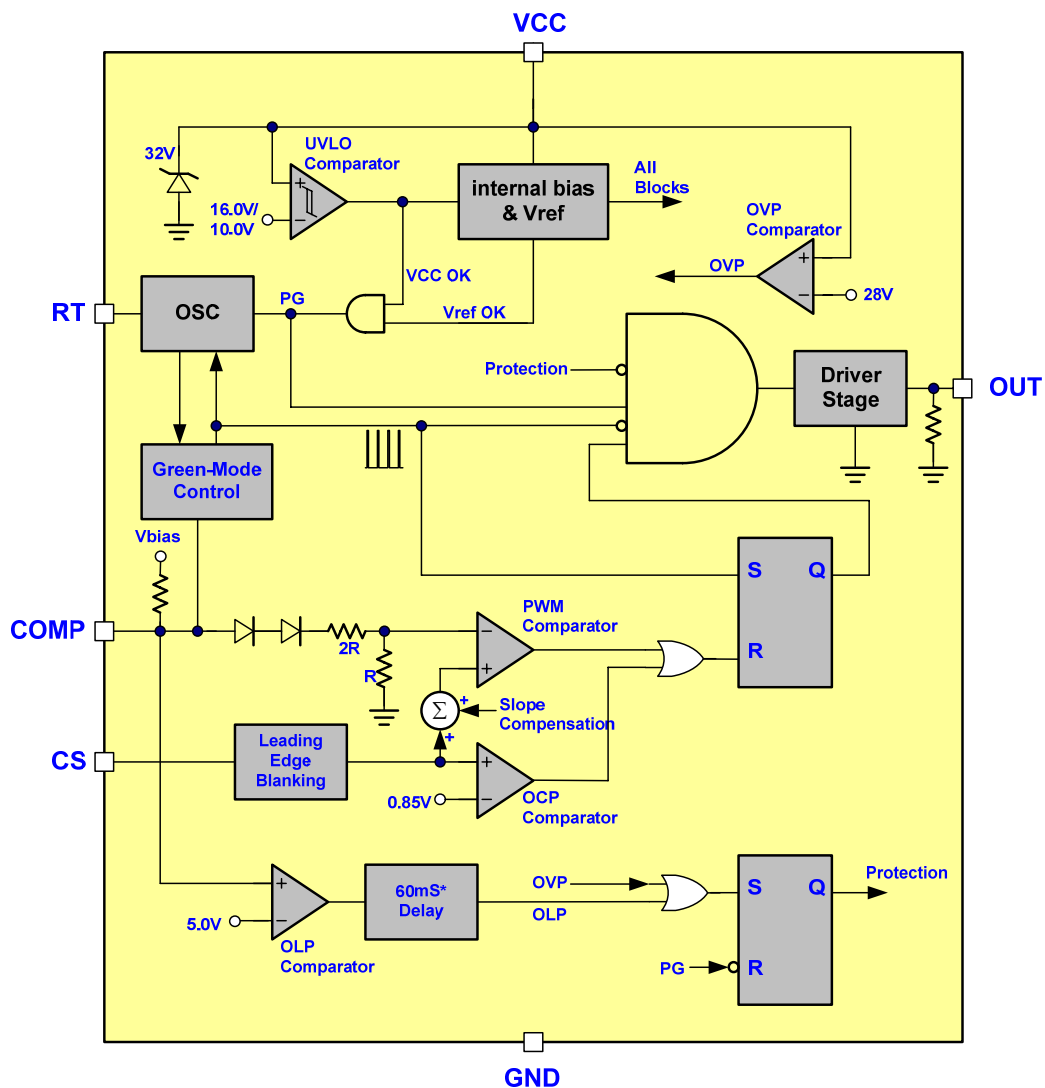 VCC
UVLO
Comparator
32V
16.0V/
10.0V
internal bias
& Vref
All
Blocks
OVP
Comparator
OVP
28V
VCC OK
Vref OK
PG
RT
OSC
Protection
Driver
Stage
OUT
Green-Mode
Control
Vbias
COMP
2R
R
PWM
Comparator
S
Q
R
Σ
+
+
Slope
Compensation
CS
Leading
Edge
Blanking
0.85V
OCP
Comparator
5.0V
OLP
Comparator
60mS*
Delay
OVP
OLP
S
Q
Protection
PG
R
GND